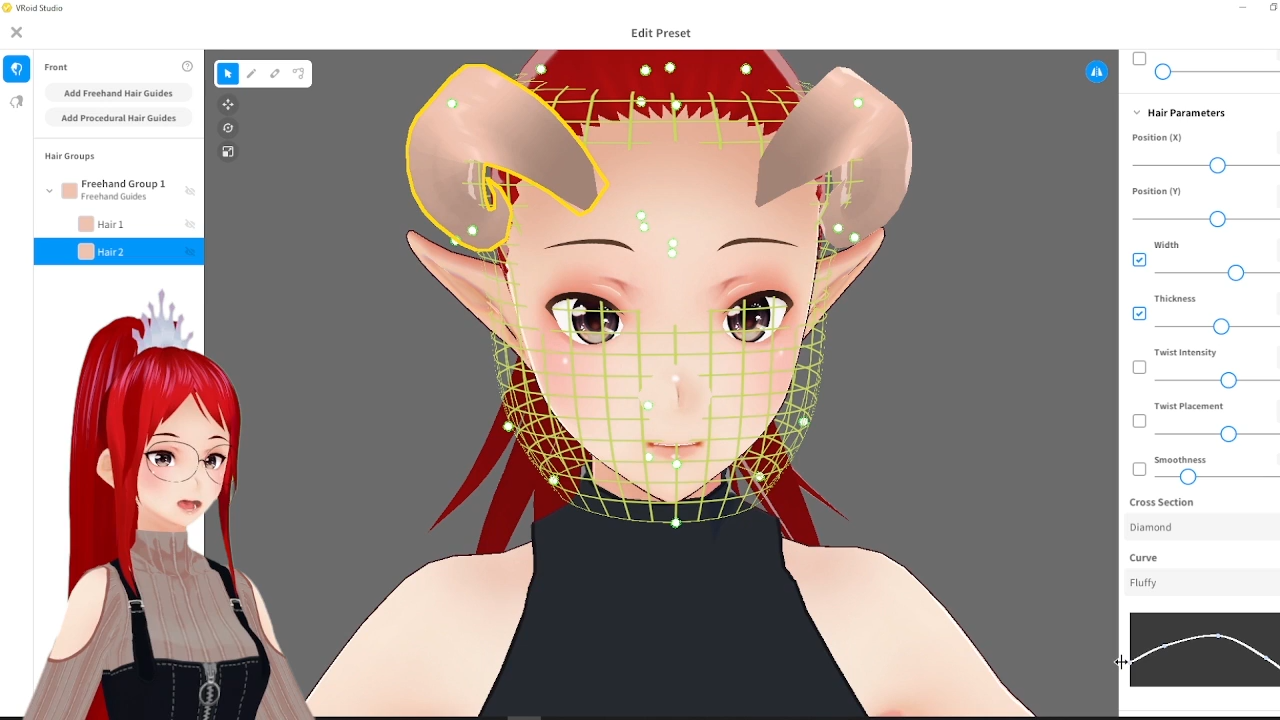 VRoid Studio
Edit Preset
Front
Add Freehand Hair Guides
Add Procedural Hair Guides
Hair Groups
Freehand Group 1
Freehand Guides
Hair 1
Hair 2
Hair Parameters
Position (X)
Position (Y)
Width
Thickness
Twist Intensity
Twist Placement
Smoothness
Cross Section
Diamond
Curve
Fluffy